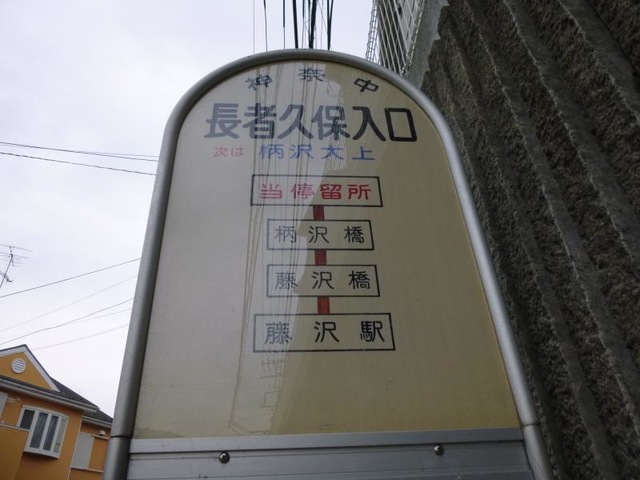 神奈中
長者久保入口
次は 柄沢大上
当停留所
柄沢橋
藤沢橋
藤沢駅